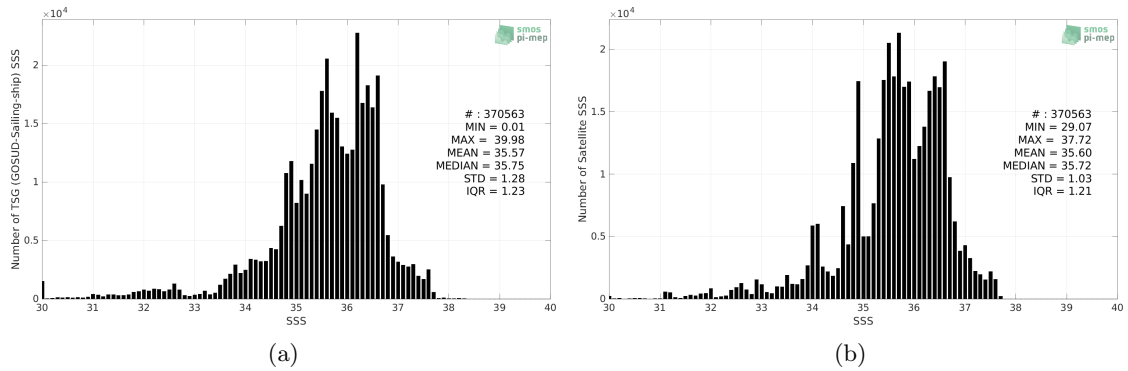 ×10⁴
smos
pi-mep
Number of TSG (GOSUD-Sailing-ship) SSS
2
1.5
1
0.5
0
# : 370563
MIN = 0.01
MAX = 39.98
MEAN = 35.57
MEDIAN = 35.75
STD = 1.28
IQR = 1.23
30 31 32 33 34 35 36 37 38 39 40
SSS
(a)
×10⁴
smos
pi-mep
Number of Satellite SSS
2
1.5
1
0.5
0
# : 370563
MIN = 29.07
MAX = 37.72
MEAN = 35.60
MEDIAN = 35.72
STD = 1.03
IQR = 1.21
30 31 32 33 34 35 36 37 38 39 40
SSS
(b)